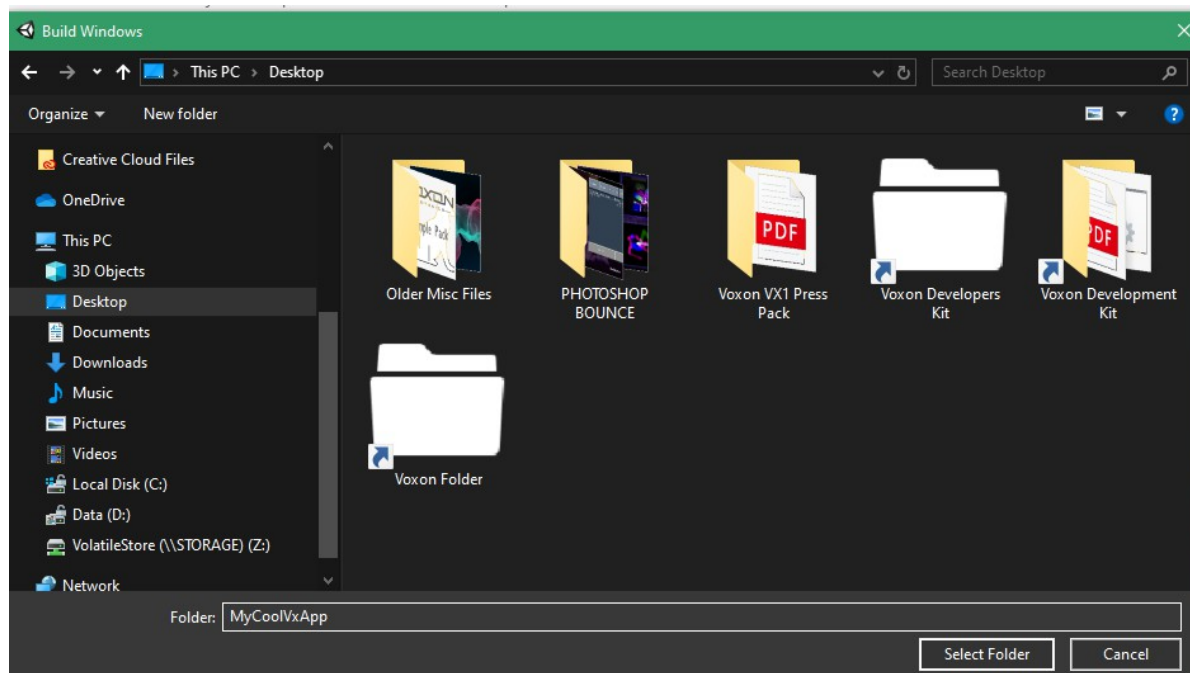 Build Windows
This PC > Desktop
Search Desktop
Organize
New folder
Creative Cloud Files
OneDrive
This PC
3D Objects
Desktop
Documents
Downloads
Music
Pictures
Videos
Local Disk (C:)
Data (D:)
VolatileStore (\\STORAGE) (Z:)
Network
PDF
PDF
Older Misc Files
PHOTOSHOP
BOUNCE
Voxon VX1 Press
Pack
Voxon Developers
Kit
Voxon Development
Kit
Voxon Folder
Folder: MyCoolVxApp
Select Folder
Cancel